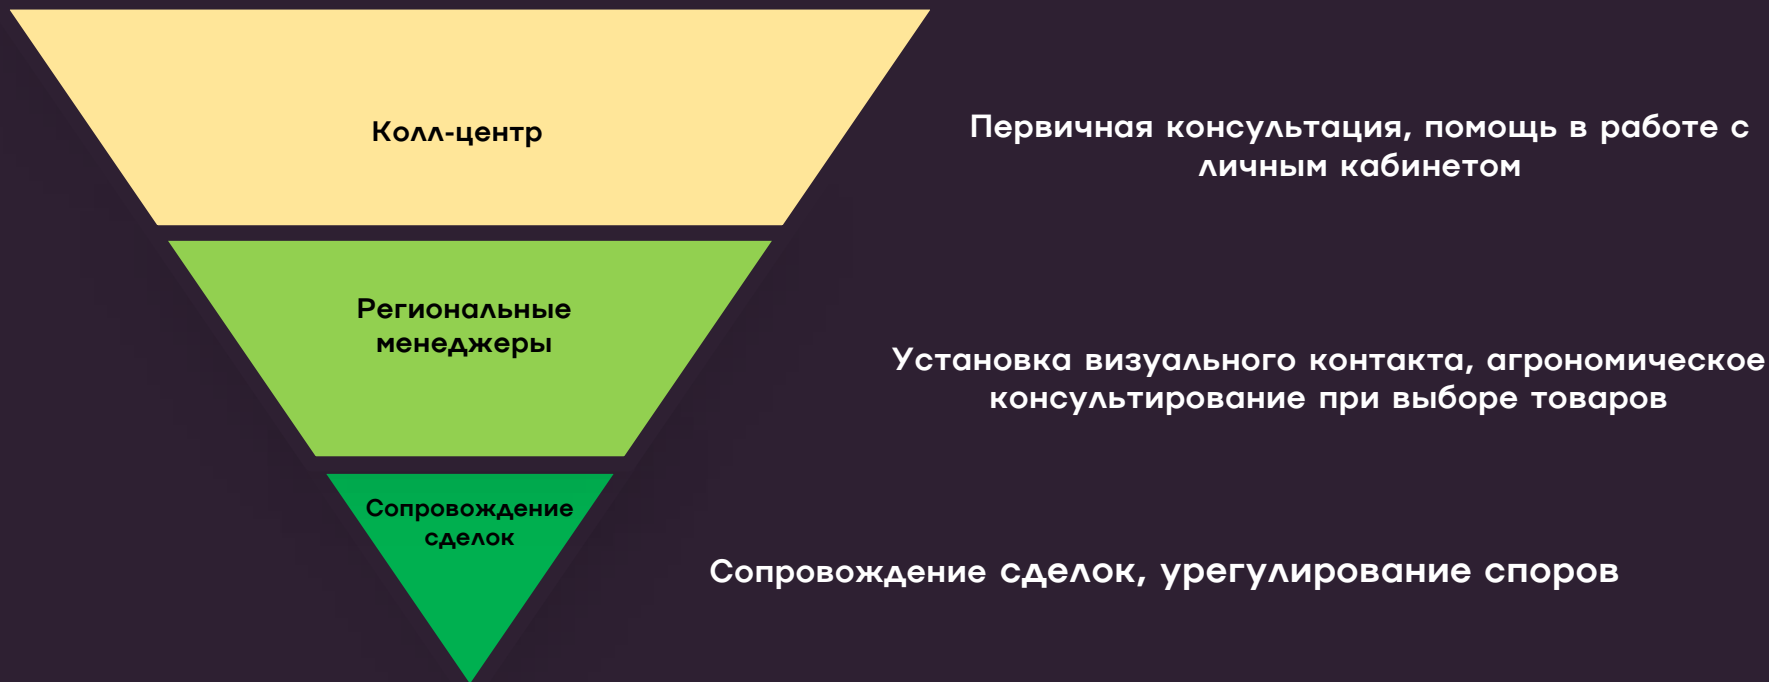 Колл-центр
Первичная консультация, помощь в работе с
личным кабинетом
Региональные
менеджеры
Установка визуального контакта, агрономическое
консультирование при выборе товаров
Сопровождение
сделок
Сопровождение сделок, урегулирование споров